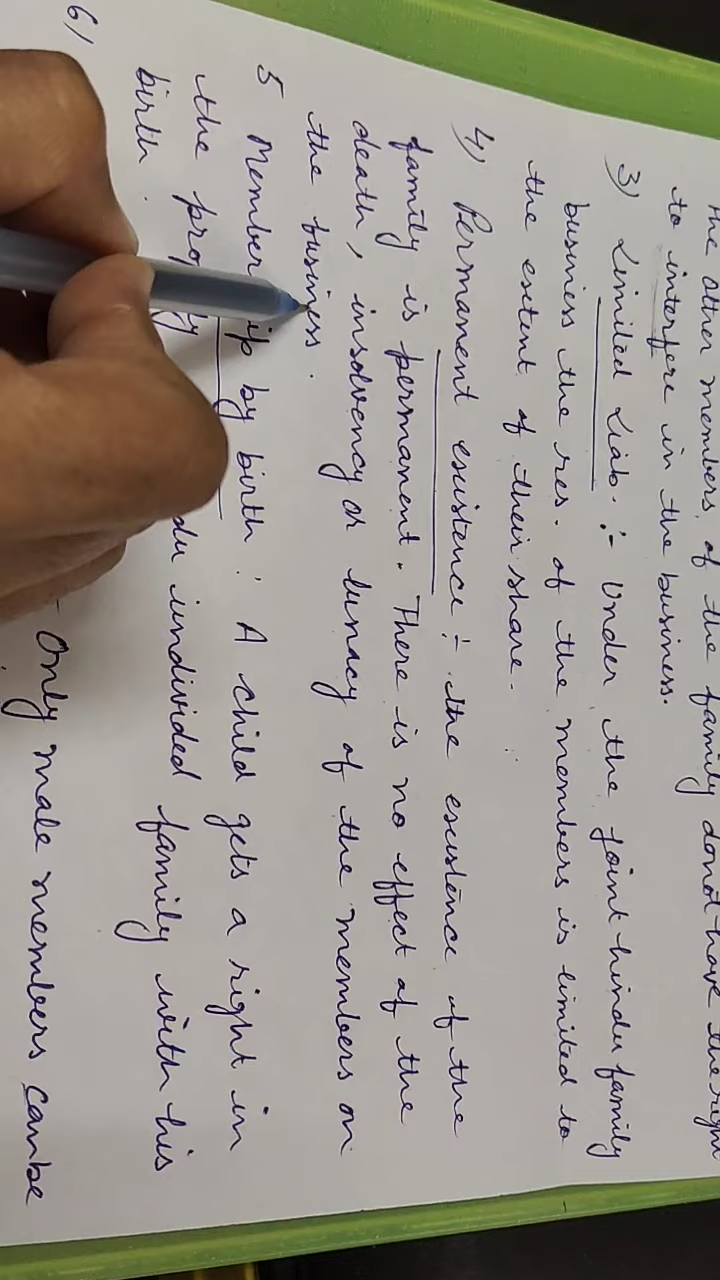 the other members of the family donot have the right
to interfere in the business.
3) Limited Liab. :- Under the joint hindu family
business the res. of the members is limited to
the extent of their share.
4) Permanent existence :- the existence of the
family is permanent. There is no effect of the
death, insolvency or lunacy of the members on
the business.
5 Member ip by birth : A child gets a right in
the undivided family with his
birth.
6) - Only male members can be